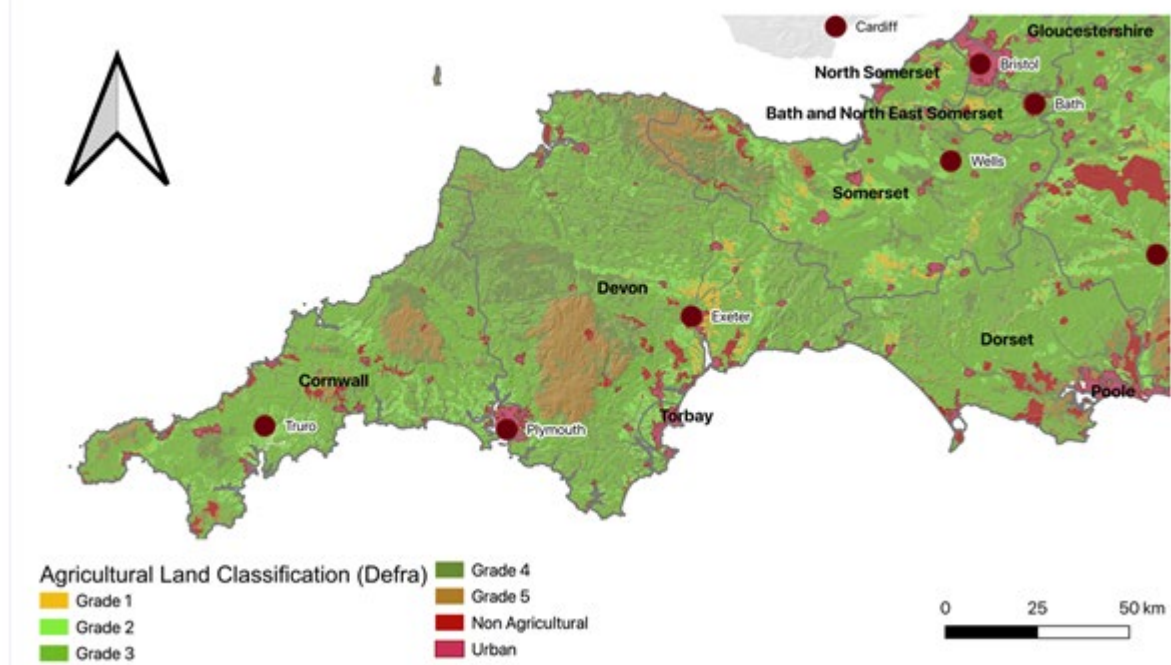 Cardiff
Gloucestershire
Bristol
North Somerset
Bath
Bath and North East Somerset
Wells
Somerset
Devon
Exeter
Dorset
Cornwall
Poole
Torbay
Truro
Plymouth
Agricultural Land Classification (Defra)
Grade 1
Grade 2
Grade 3
Grade 4
Grade 5
Non Agricultural
Urban
0 25 50 km